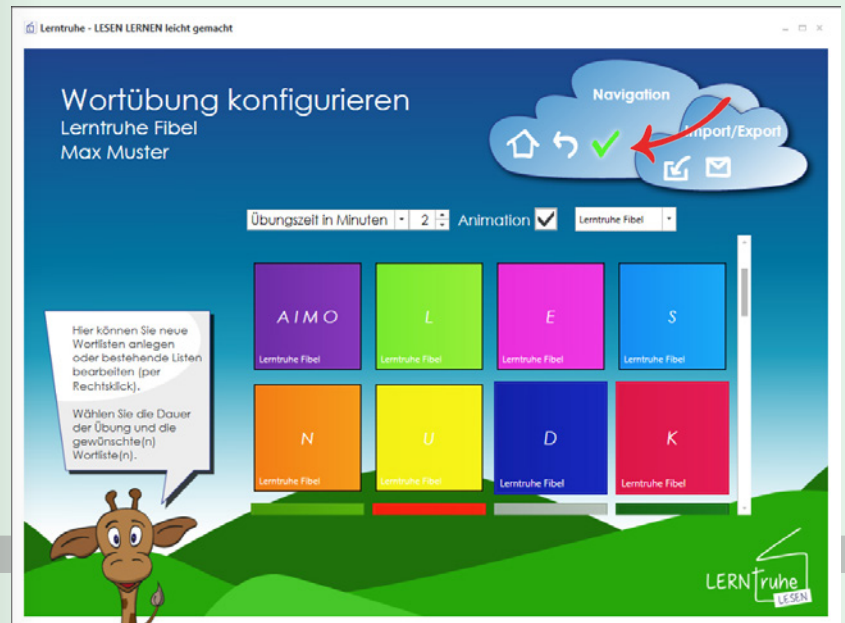 Lerntruhe - LESEN LERNEN leicht gemacht
Wortübung konfigurieren
Lerntruhe Fibel
Max Muster
Navigation
Import/Export
Übungszeit in Minuten 2 Animation Lerntruhe Fibel
A I M O L E S
Lerntruhe Fibel Lerntruhe Fibel Lerntruhe Fibel Lerntruhe Fibel
N U D K
Lerntruhe Fibel Lerntruhe Fibel Lerntruhe Fibel Lerntruhe Fibel
Hier können Sie neue
Wortlisten anlegen
oder bestehende Listen
bearbeiten (per
Rechtsklick).
Wählen Sie die Dauer
der Übung und die
gewünschte(n)
Wortliste(n).
LERNTruhe
LESEN